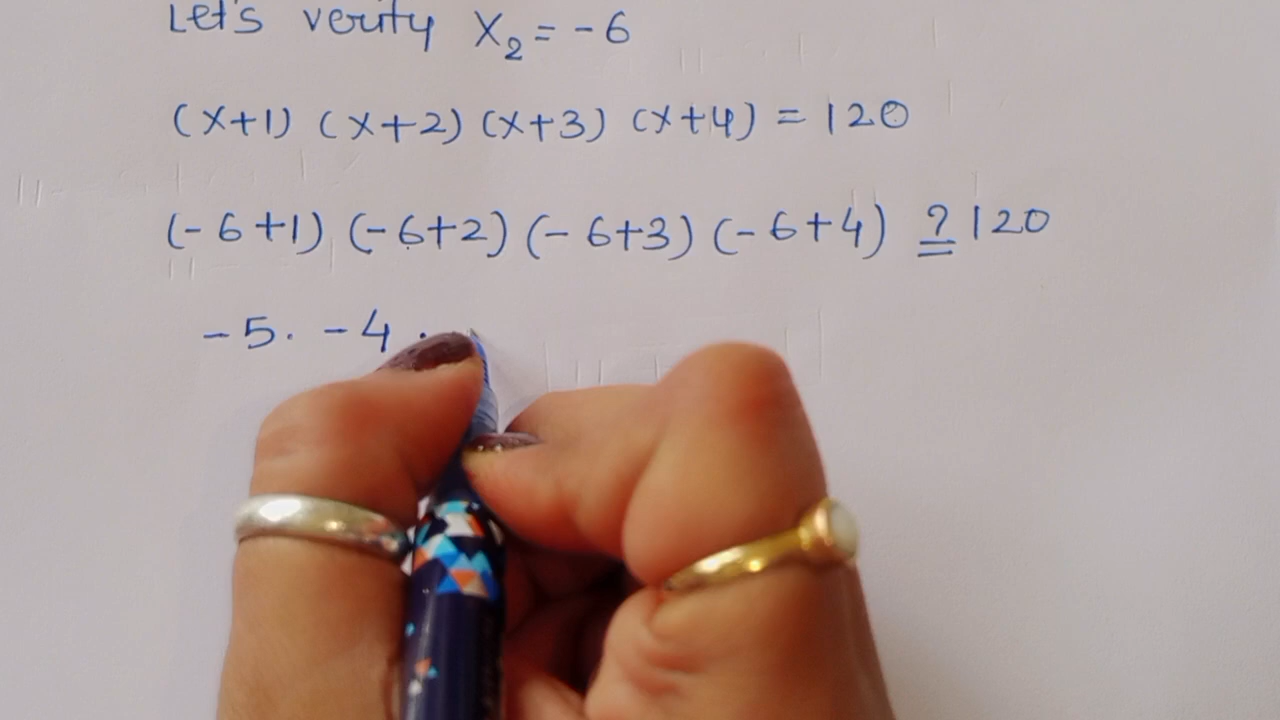 Let's verify X₂ = -6
(x+1) (x+2) (x+3) (x+4) = 120
(-6+1) (-6+2) (-6+3) (-6+4) ≟ 120
-5. -4 .